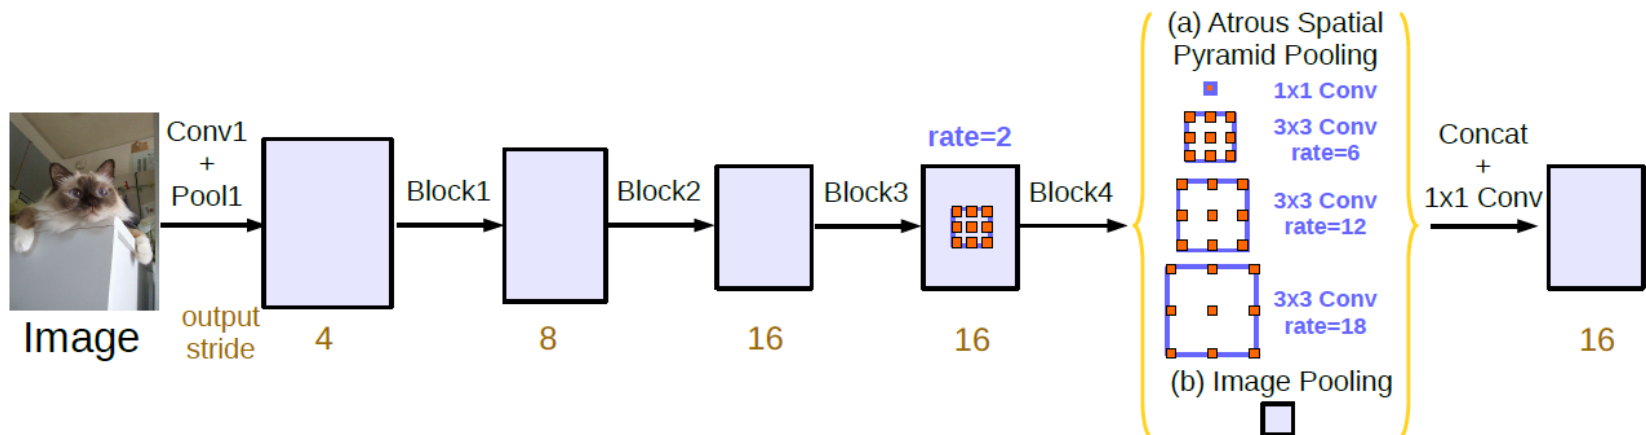 Image
Conv1
+
Pool1
output
stride
4
Block1
8
Block2
16
Block3
rate=2
16
Block4
(a) Atrous Spatial
Pyramid Pooling
1x1 Conv
3x3 Conv
rate=6
3x3 Conv
rate=12
3x3 Conv
rate=18
(b) Image Pooling
Concat
+
1x1 Conv
16